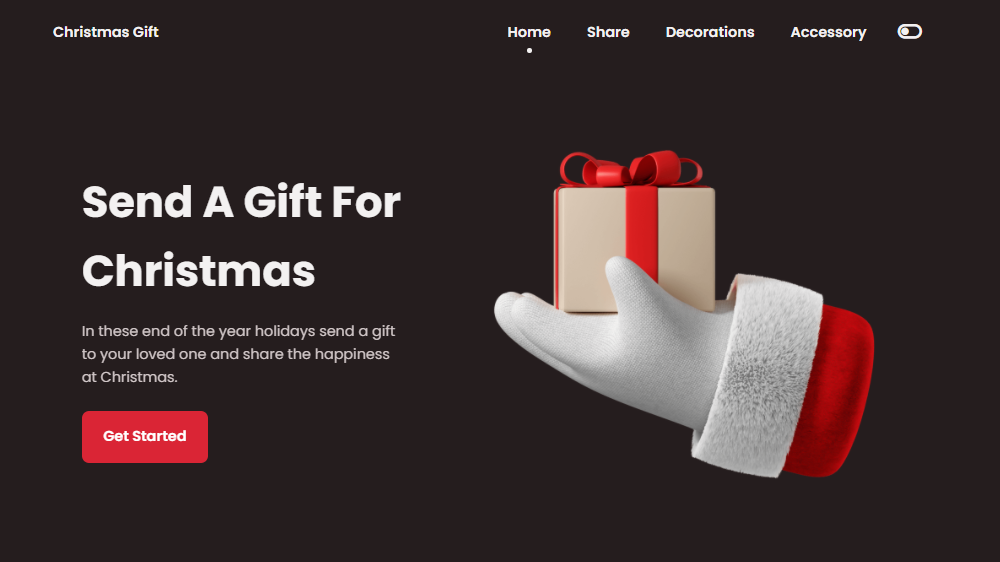 Christmas Gift
Home Share Decorations Accessory
Send A Gift For
Christmas
In these end of the year holidays send a gift
to your loved one and share the happiness
at Christmas.
Get Started